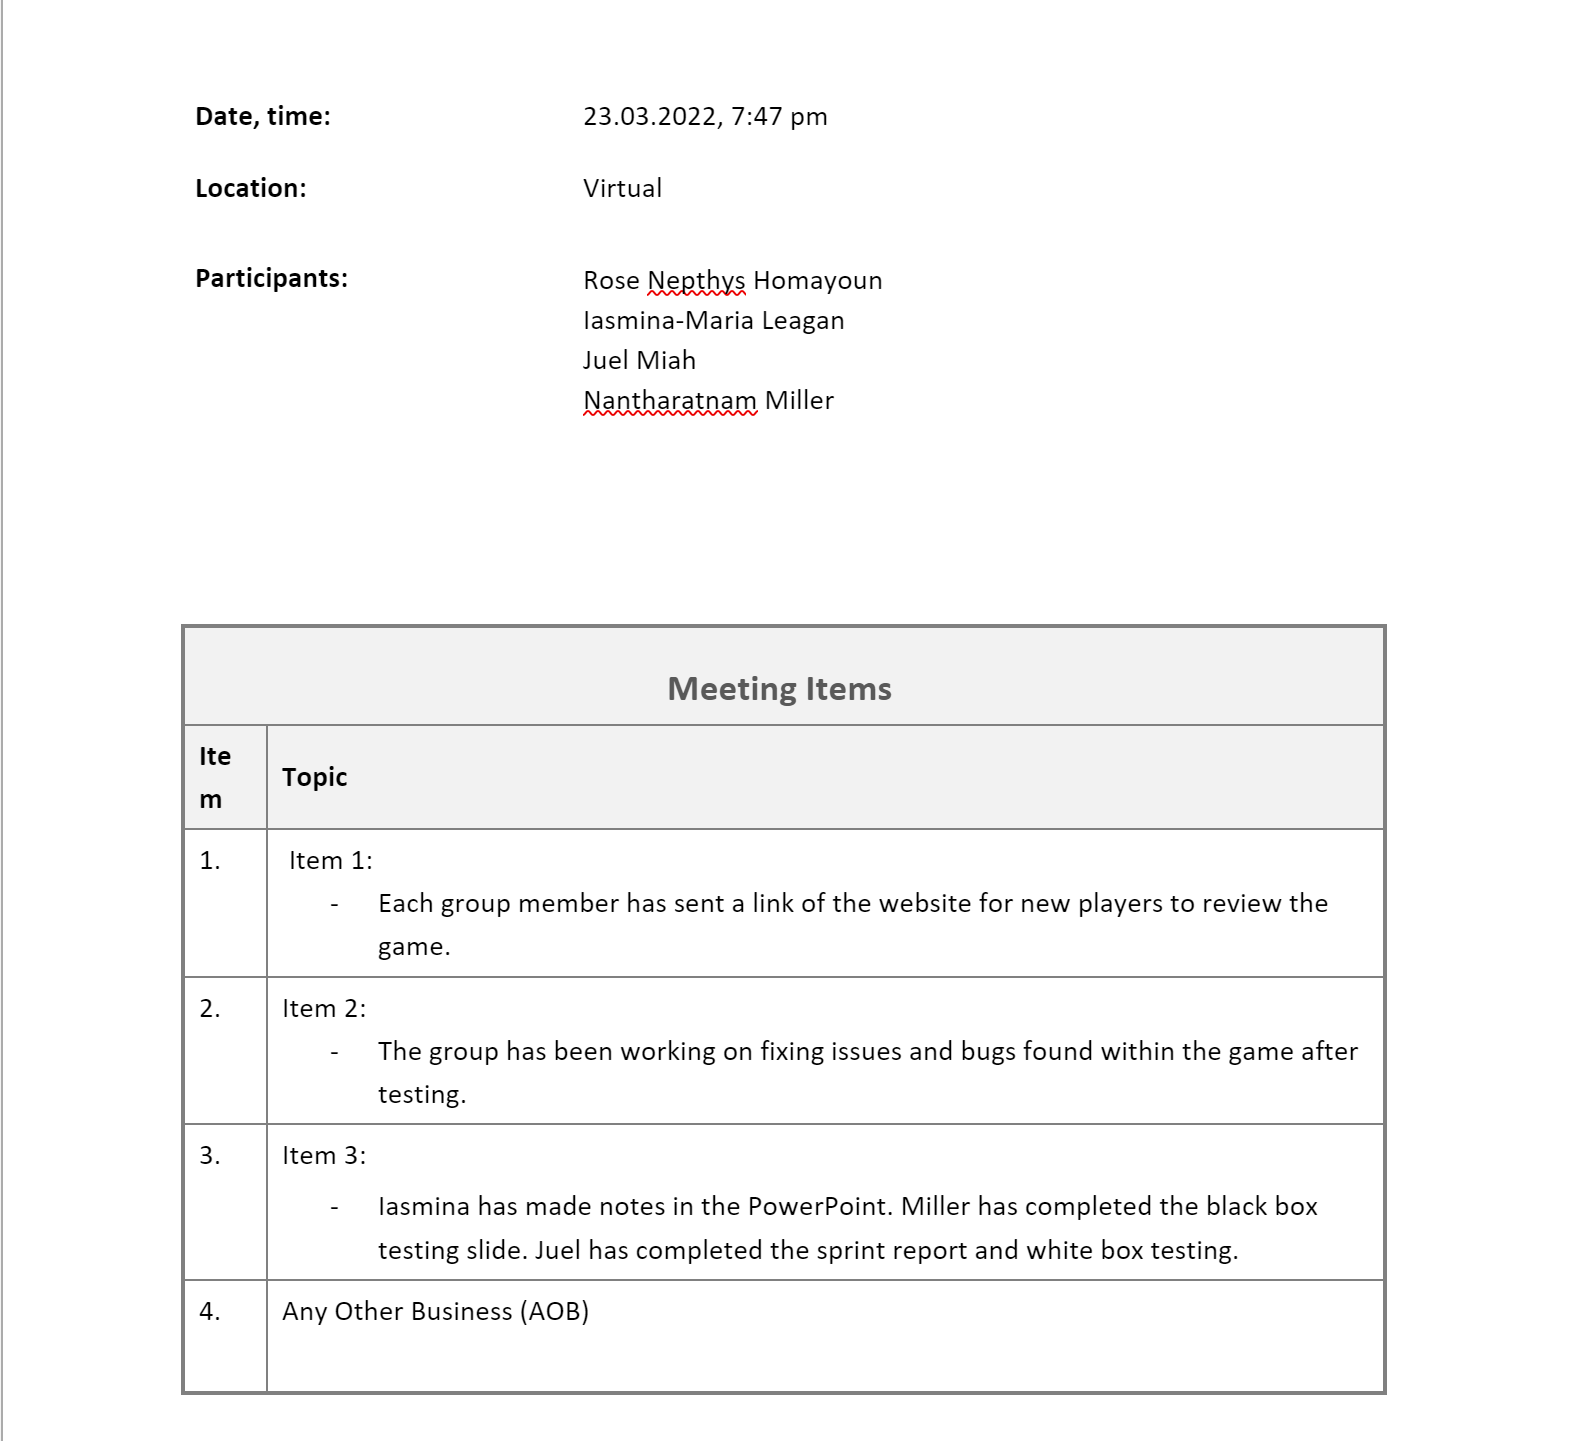 Date, time: 23.03.2022, 7:47 pm
Location: Virtual
Participants: Rose Nepthys Homayoun
Iasmina-Maria Leagan
Juel Miah
Nantharatnam Miller
Meeting Items
Ite
m
Topic
1. Item 1:
- Each group member has sent a link of the website for new players to review the
game.
2. Item 2:
- The group has been working on fixing issues and bugs found within the game after
testing.
3. Item 3:
- Iasmina has made notes in the PowerPoint. Miller has completed the black box
testing slide. Juel has completed the sprint report and white box testing.
4. Any Other Business (AOB)